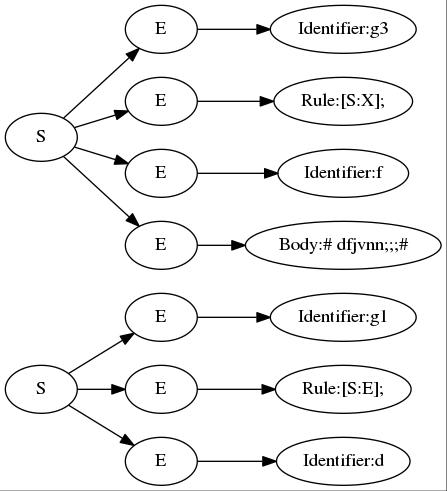 E
Identifier:g3
E
Rule:[S:X];
S
E
Identifier:f
E
Body:# dfjvnn;;;#
E
Identifier:g1
S
E
Rule:[S:E];
E
Identifier:d